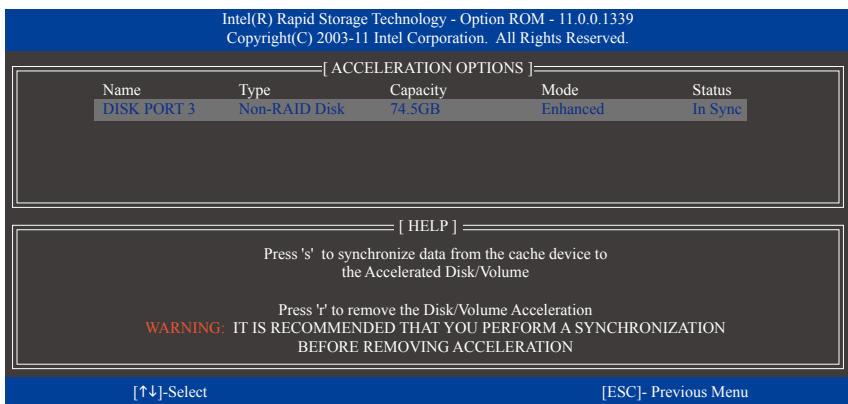 Intel(R) Rapid Storage Technology - Option ROM - 11.0.0.1339
Copyright(C) 2003-11 Intel Corporation.  All Rights Reserved.
[ ACCELERATION OPTIONS ]
Name Type Capacity Mode Status
DISK PORT 3 Non-RAID Disk 74.5GB Enhanced In Sync
[ HELP ]
Press 's'  to synchronize data from the cache device to
the Accelerated Disk/Volume
Press 'r' to remove the Disk/Volume Acceleration
WARNING:  IT IS RECOMMENDED THAT YOU PERFORM A SYNCHRONIZATION
BEFORE REMOVING ACCELERATION
[↑↓]-Select [ESC]- Previous Menu